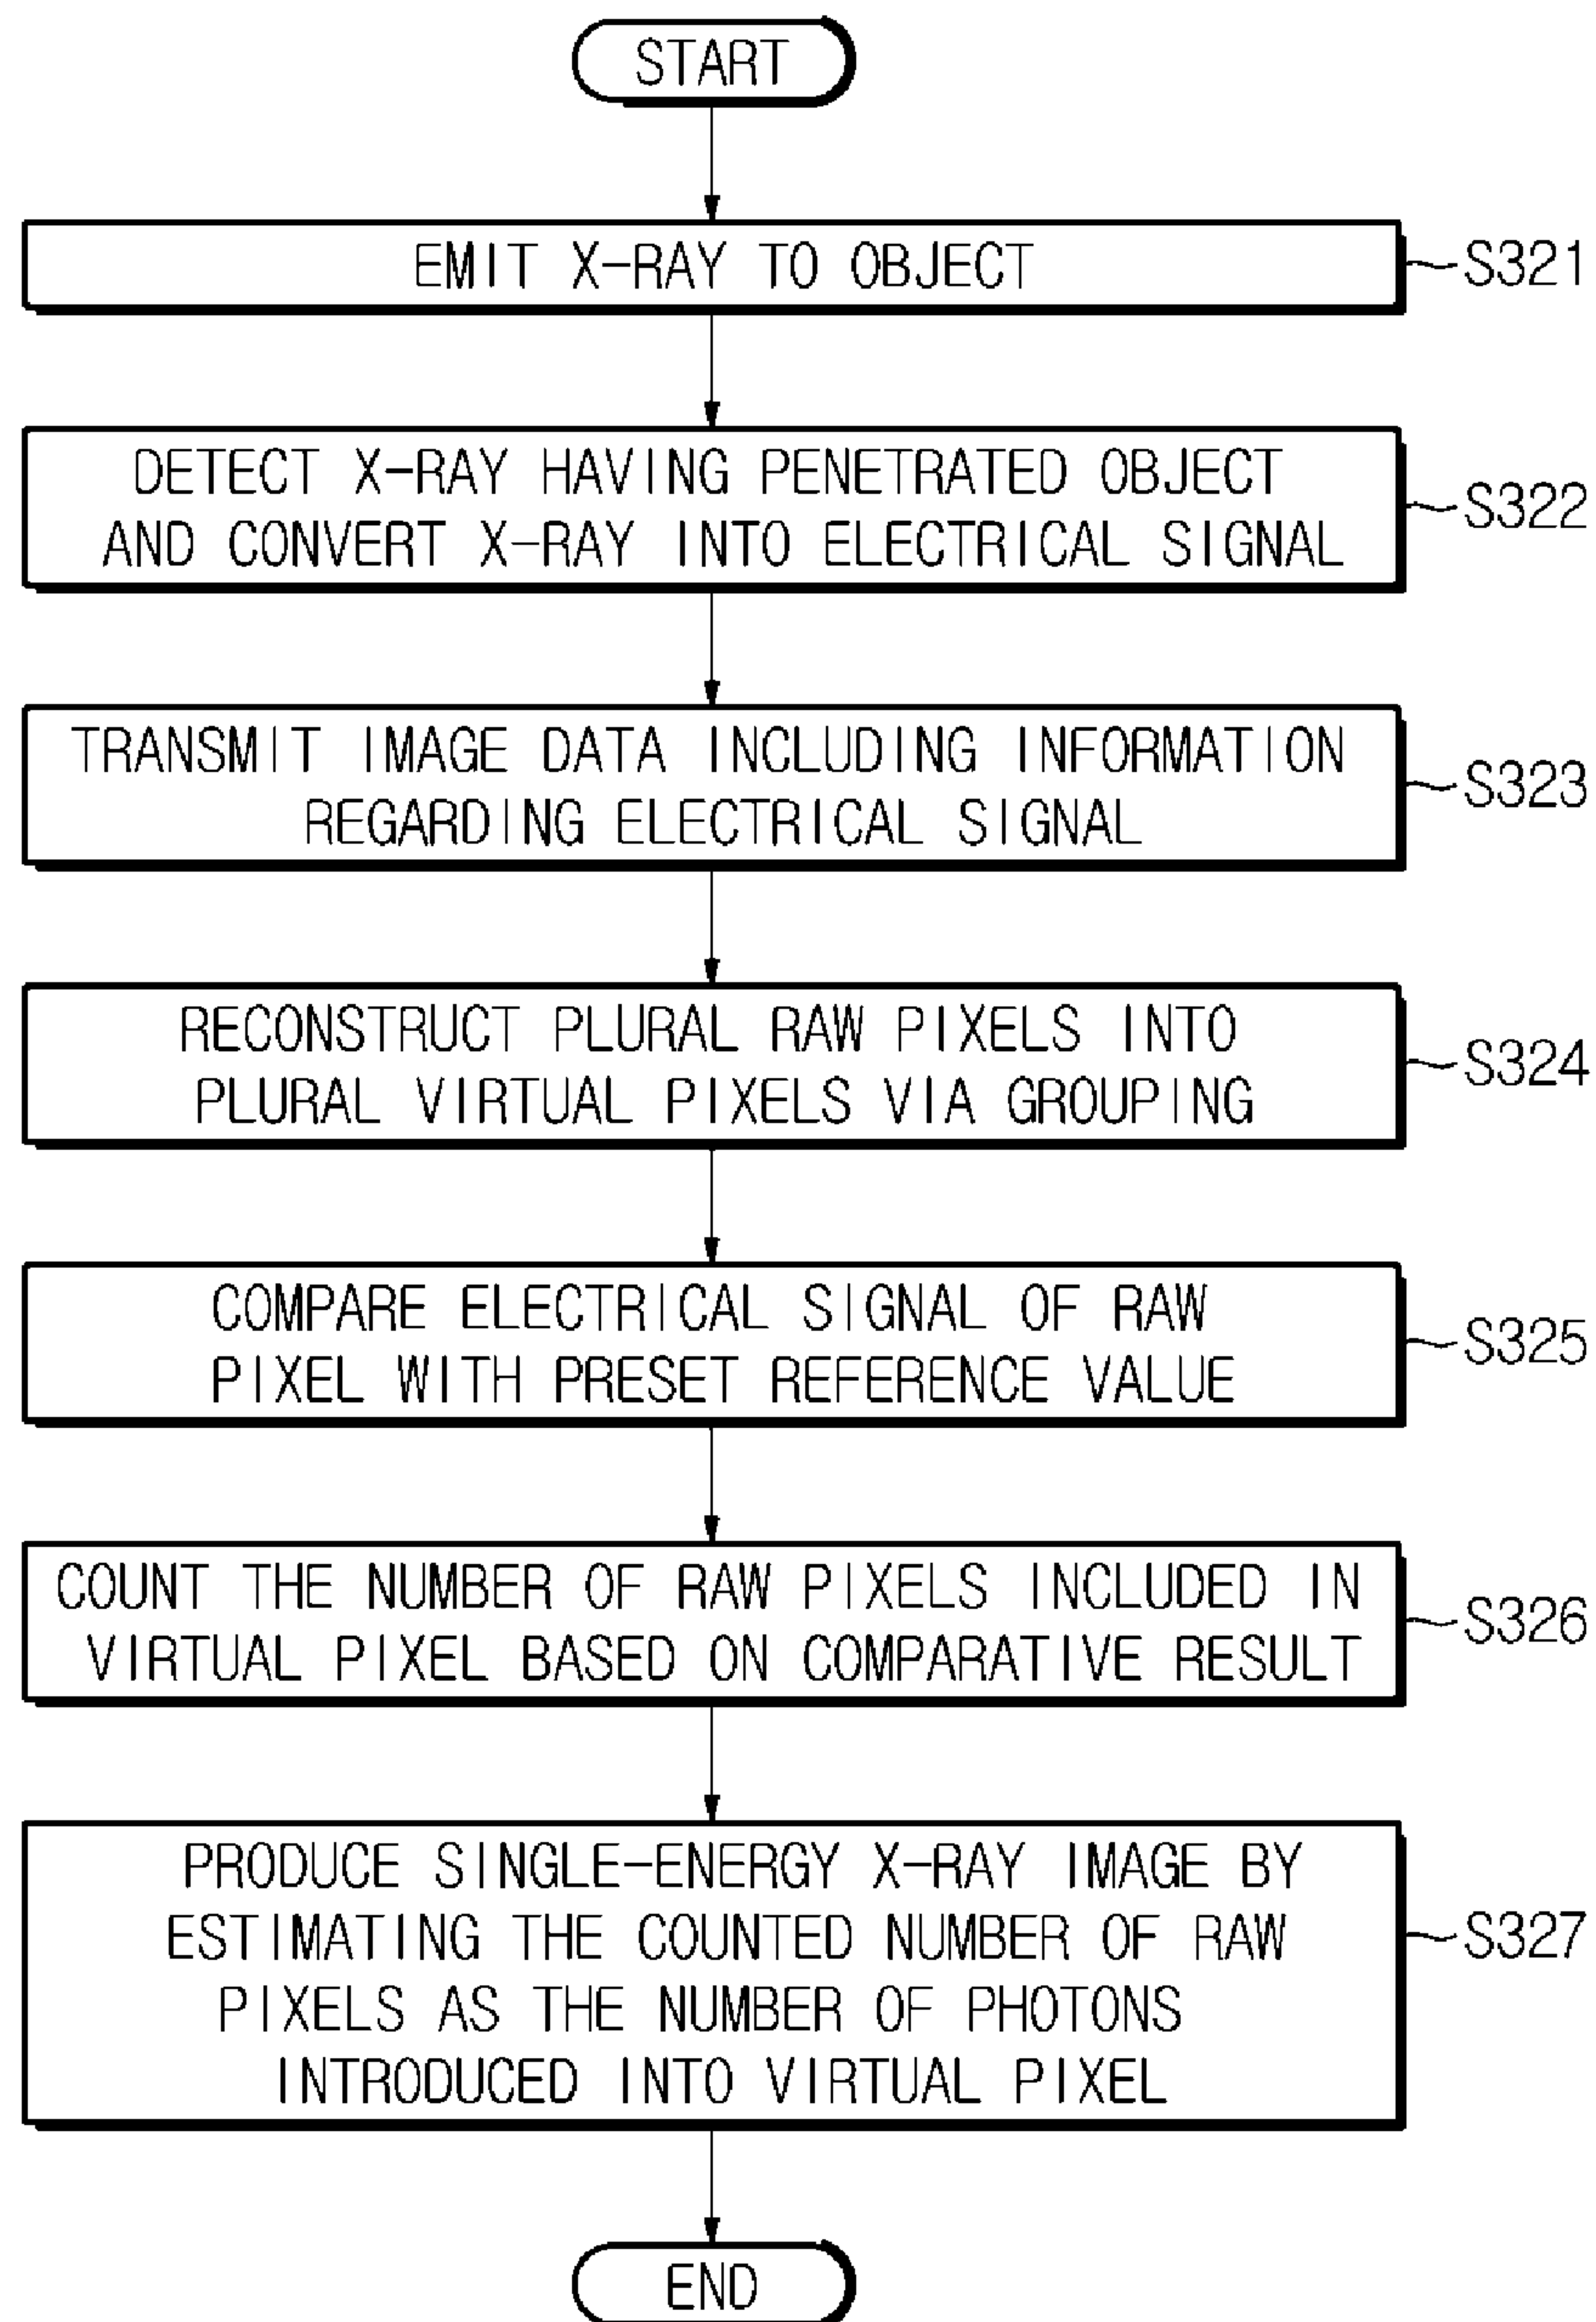 START
EMIT X-RAY TO OBJECT
S321
DETECT X-RAY HAVING PENETRATED OBJECT
AND CONVERT X-RAY INTO ELECTRICAL SIGNAL
S322
TRANSMIT IMAGE DATA INCLUDING INFORMATION
REGARDING ELECTRICAL SIGNAL
S323
RECONSTRUCT PLURAL RAW PIXELS INTO
PLURAL VIRTUAL PIXELS VIA GROUPING
S324
COMPARE ELECTRICAL SIGNAL OF RAW
PIXEL WITH PRESET REFERENCE VALUE
S325
COUNT THE NUMBER OF RAW PIXELS INCLUDED IN
VIRTUAL PIXEL BASED ON COMPARATIVE RESULT
S326
PRODUCE SINGLE-ENERGY X-RAY IMAGE BY
ESTIMATING THE COUNTED NUMBER OF RAW
PIXELS AS THE NUMBER OF PHOTONS
INTRODUCED INTO VIRTUAL PIXEL
S327
END